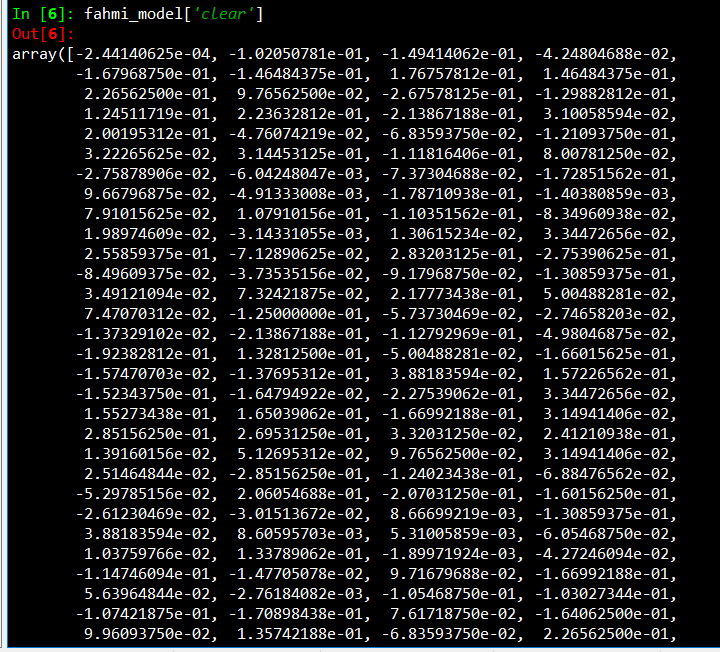 In [6]: fahmi_model['clear']
Out[6]:
array([-2.44140625e-04, -1.02050781e-01, -1.49414062e-01, -4.24804688e-02,
-1.67968750e-01, -1.46484375e-01, 1.76757812e-01, 1.46484375e-01,
2.26562500e-01, 9.76562500e-02, -2.67578125e-01, -1.29882812e-01,
1.24511719e-01, 2.23632812e-01, -2.13867188e-01, 3.10058594e-02,
2.00195312e-01, -4.76074219e-02, -6.83593750e-02, -1.21093750e-01,
3.22265625e-02, 3.14453125e-01, -1.11816406e-01, 8.00781250e-02,
-2.75878906e-02, -6.04248047e-03, -7.37304688e-02, -1.72851562e-01,
9.66796875e-02, -4.91333008e-03, -1.78710938e-01, -1.40380859e-03,
7.91015625e-02, 1.07910156e-01, -1.10351562e-01, -8.34960938e-02,
1.98974609e-02, -3.14331055e-03, 1.30615234e-02, 3.34472656e-02,
2.55859375e-01, -7.12890625e-02, 2.83203125e-01, -2.75390625e-01,
-8.49609375e-02, -3.73535156e-02, -9.17968750e-02, -1.30859375e-01,
3.49121094e-02, 7.32421875e-02, 2.17773438e-01, 5.00488281e-02,
7.47070312e-02, -1.25000000e-01, -5.73730469e-02, -2.74658203e-02,
-1.37329102e-02, -2.13867188e-01, -1.12792969e-01, -4.98046875e-02,
-1.92382812e-01, 1.32812500e-01, -5.00488281e-02, -1.66015625e-01,
-1.57470703e-02, -1.37695312e-01, 3.88183594e-02, 1.57226562e-01,
-1.52343750e-01, -1.64794922e-02, -2.27539062e-01, 3.34472656e-02,
1.55273438e-01, 1.65039062e-01, -1.66992188e-01, 3.14941406e-02,
2.85156250e-01, 2.69531250e-01, 3.32031250e-02, 2.41210938e-01,
1.39160156e-02, 5.12695312e-02, 9.76562500e-02, 3.14941406e-02,
2.51464844e-02, -2.85156250e-01, -1.24023438e-01, -6.88476562e-02,
-5.29785156e-02, 2.06054688e-01, -2.07031250e-01, -1.60156250e-01,
-2.61230469e-02, -3.01513672e-02, 8.66699219e-03, -1.30859375e-01,
3.88183594e-02, 8.60595703e-03, 5.31005859e-03, -6.05468750e-02,
1.03759766e-02, 1.33789062e-01, -1.89971924e-03, -4.27246094e-02,
-1.14746094e-01, -1.47705078e-02, 9.71679688e-02, -1.66992188e-01,
5.63964844e-02, -2.76184082e-03, -1.05468750e-01, -1.03027344e-01,
-1.07421875e-01, -1.70898438e-01, 7.61718750e-02, -1.64062500e-01,
9.96093750e-02, 1.35742188e-01, -6.83593750e-02, 2.26562500e-01,